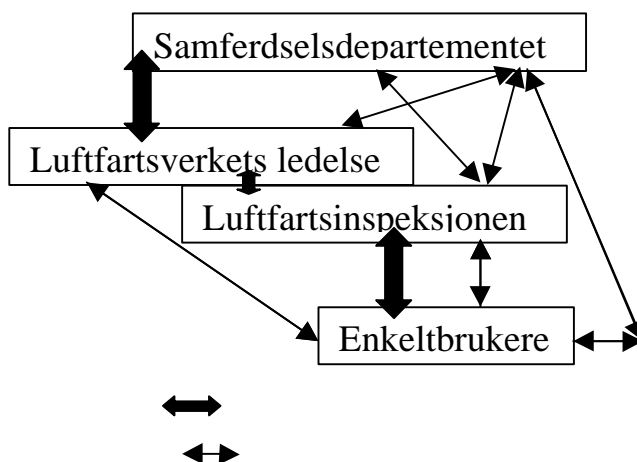 Samferdselsdepartementet
Luftfartsverkets ledelse
Luftfartsinspeksjonen
Enkeltbrukere